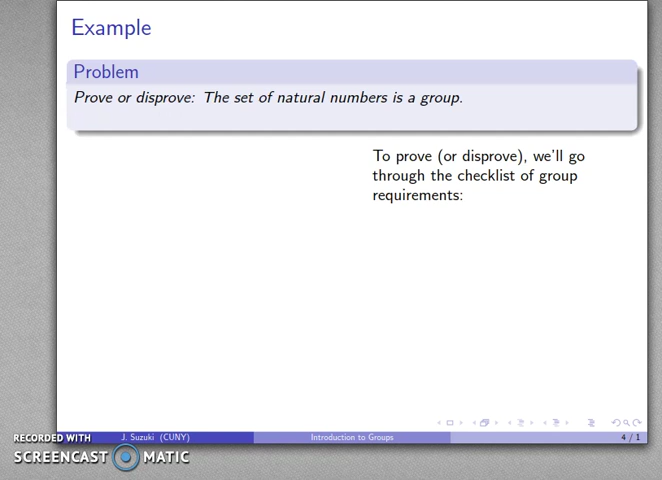 Example
Problem
Prove or disprove: The set of natural numbers is a group.
To prove (or disprove), we'll go
through the checklist of group
requirements:
J. Suzuki (CUNY)
Introduction to Groups
4 / 1
RECORDED WITH
SCREENCAST MATIC